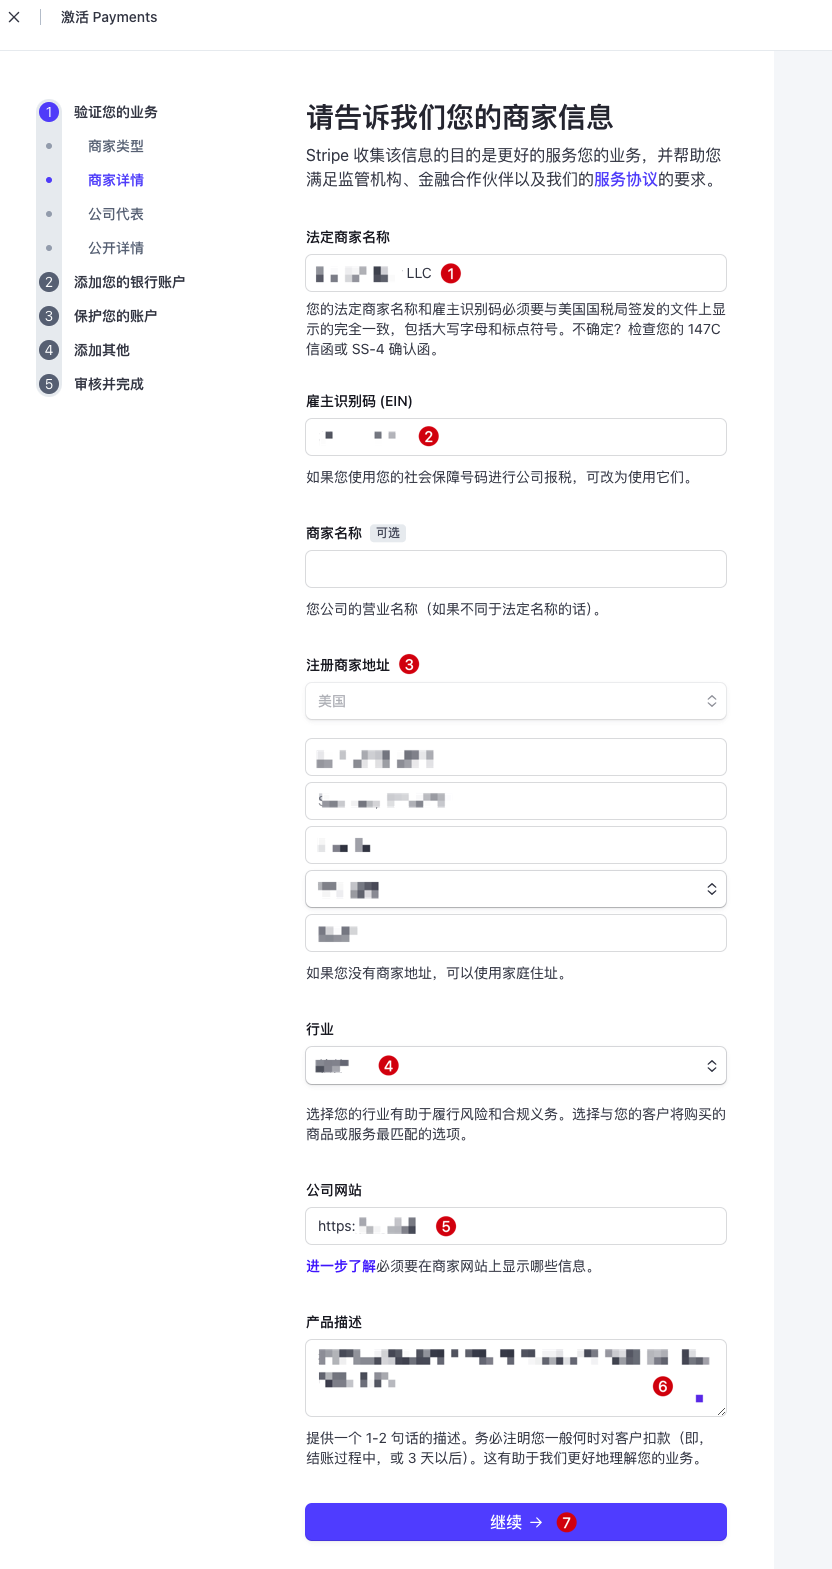 激活 Payments
1 验证您的业务
商家类型
商家详情
公司代表
公开详情
2 添加您的银行账户
3 保护您的账户
4 添加其他
5 审核并完成
请告诉我们您的商家信息
Stripe 收集该信息的目的是更好的服务您的业务，并帮助您
满足监管机构、金融合作伙伴以及我们的服务协议的要求。
法定商家名称
LLC 1
您的法定商家名称和雇主识别码必须要与美国国税局签发的文件上显
示的完全一致，包括大写字母和标点符号。不确定？检查您的 147C
信函或 SS-4 确认函。
雇主识别码 (EIN)
2
如果您使用您的社会保障号码进行公司报税，可改为使用它们。
商家名称 可选
您公司的营业名称（如果不同于法定名称的话）。
注册商家地址 3
美国
如果您没有商家地址，可以使用家庭住址。
行业
4
选择您的行业有助于履行风险和合规义务。选择与您的客户将购买的
商品或服务最匹配的选项。
公司网站
https: 5
进一步了解必须要在商家网站上显示哪些信息。
产品描述
6
提供一个 1-2 句话的描述。务必注明您一般何时对客户扣款（即，
结账过程中，或 3 天以后）。这有助于我们更好地理解您的业务。
继续 → 7